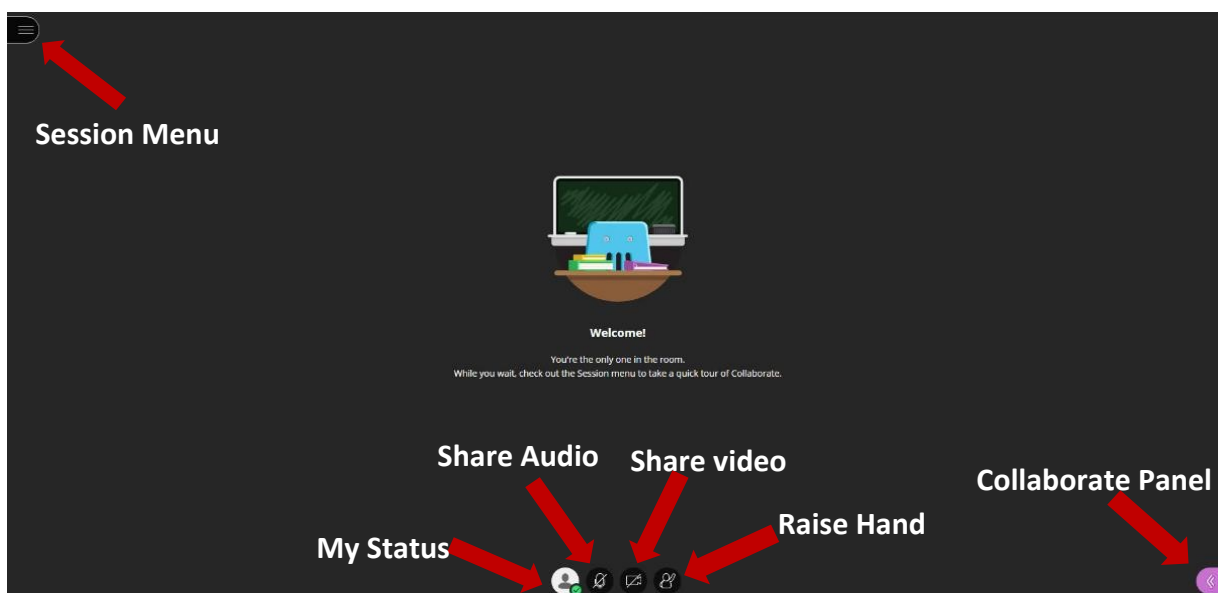 Session Menu
Welcome!
You're the only one in the room.
While you wait, check out the Session menu to take a quick tour of Collaborate.
Share Audio
Share video
Collaborate Panel
Raise Hand
My Status